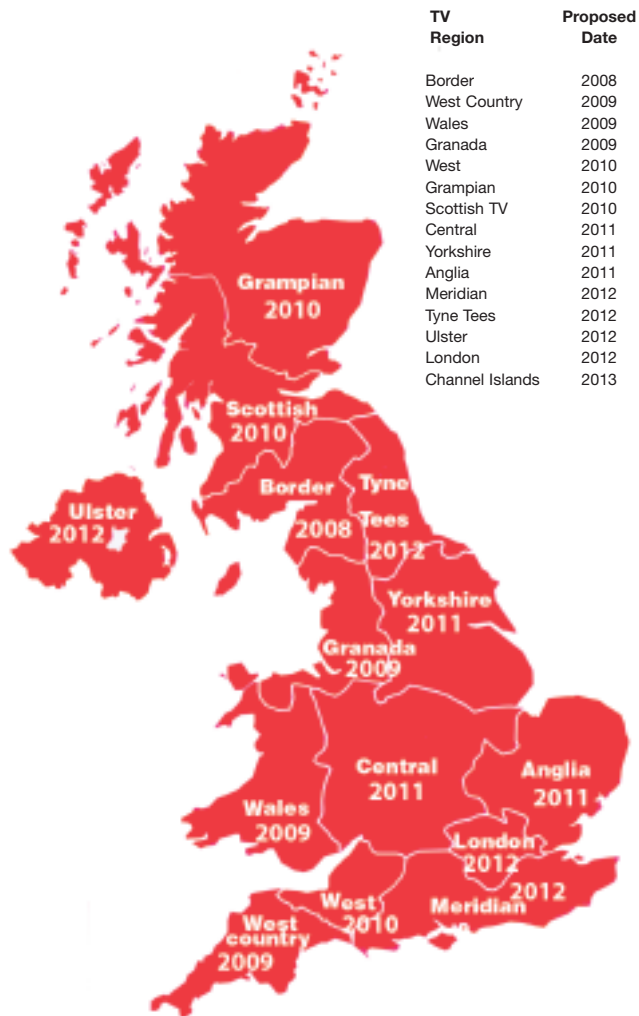 TV Proposed
Region Date
Border 2008
West Country 2009
Wales 2009
Granada 2009
West 2010
Grampian 2010
Scottish TV 2010
Central 2011
Yorkshire 2011
Anglia 2011
Meridian 2012
Tyne Tees 2012
Ulster 2012
London 2012
Channel Islands 2013
Grampian
2010
Scottish
2010
Border
2008
Tyne
Tees
2012
Ulster
2012
Yorkshire
2011
Granada
2009
Central
2011
Anglia
2011
Wales
2009
London
2012
2012
Meridian
West
2010
West
country
2009